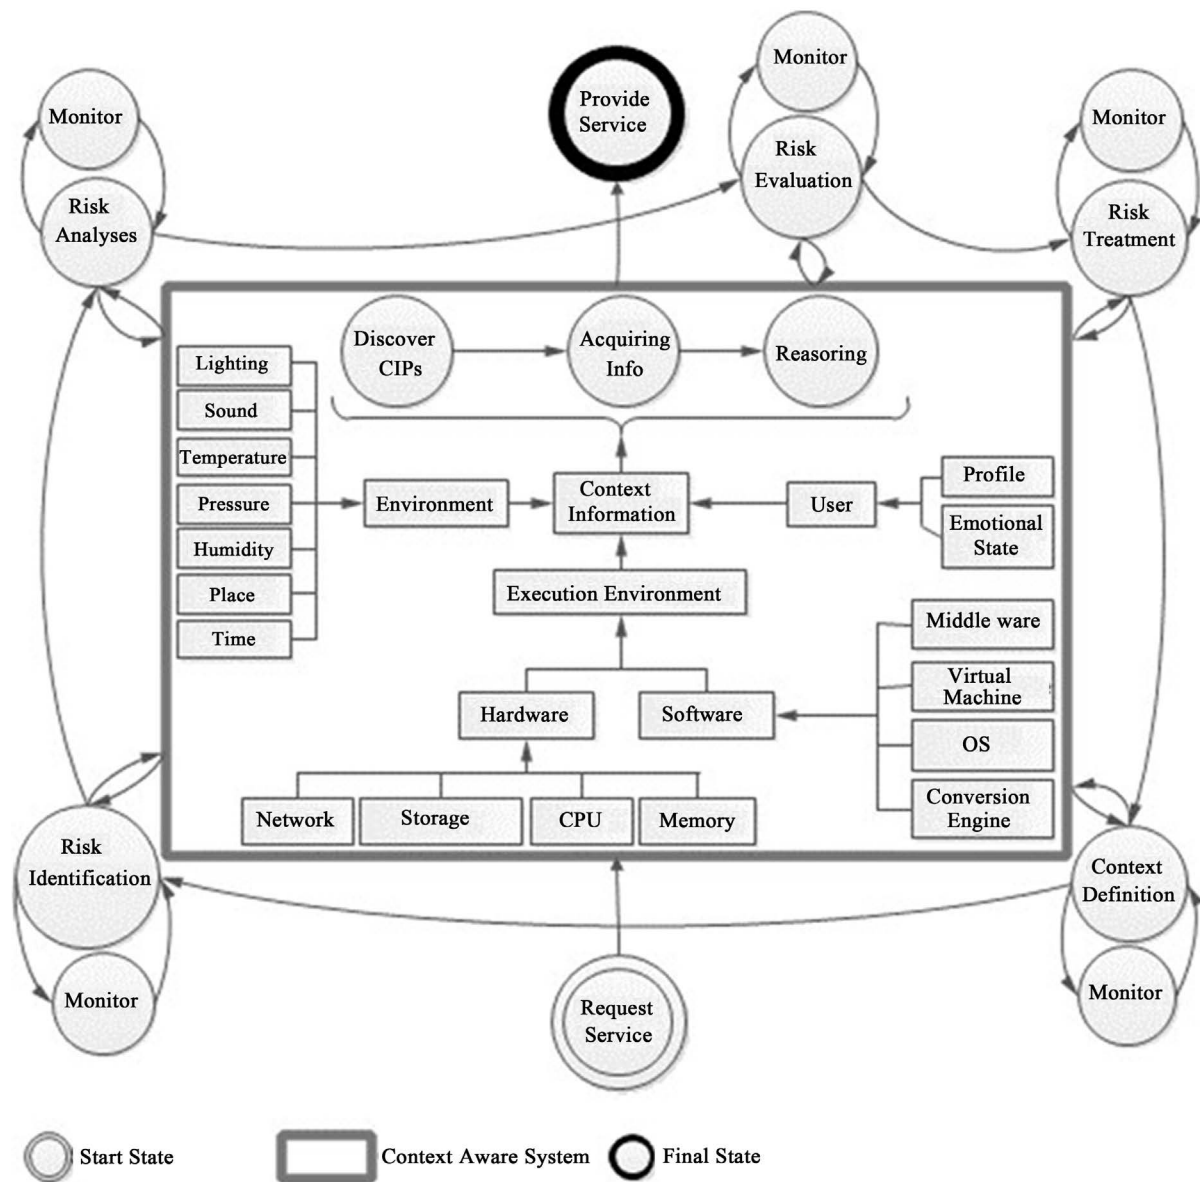 Monitor
Provide
Service
Monitor
Monitor
Risk
Analyses
Risk
Evaluation
Risk
Treatment
Discover
CIPs
Acquiring
Info
Reasoring
Lighting
Sound
Temperature
Pressure
Humidity
Place
Time
Environment
Context
Information
User
Profile
Emotional
State
Execution Environment
Hardware
Software
Middle ware
Virtual
Machine
OS
Conversion
Engine
Network
Storage
CPU
Memory
Risk
Identification
Monitor
Context
Definition
Monitor
Request
Service
Start State
Context Aware System
Final State